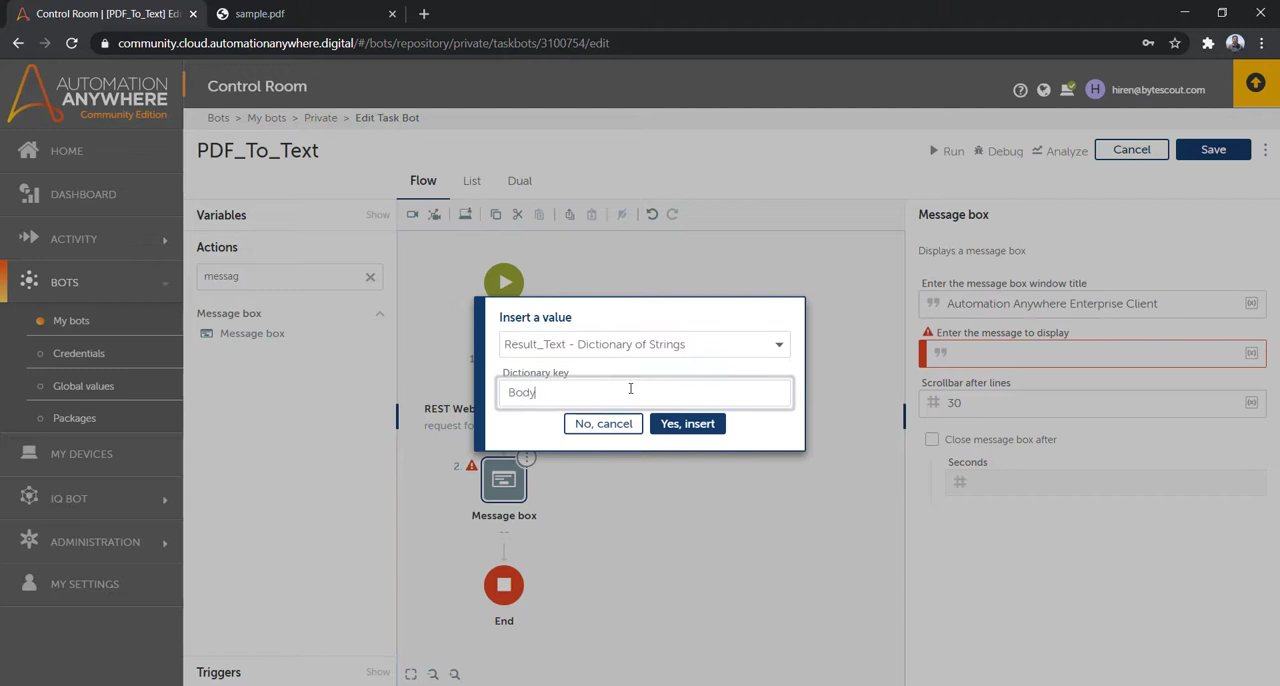 Control Room | [PDF_To_Text] Edi
sample.pdf
community.cloud.automationanywhere.digital/#/bots/repository/private/taskbots/3100754/edit
AUTOMATION
ANYWHERE
Community Edition
Control Room
H
hiren@bytescout.com
Bots › My bots › Private › Edit Task Bot
PDF_To_Text
Run
Debug
Analyze
Cancel
Save
Flow
List
Dual
HOME
DASHBOARD
ACTIVITY
BOTS
My bots
Credentials
Global values
Packages
MY DEVICES
IQ BOT
ADMINISTRATION
MY SETTINGS
Variables
Show
Actions
messag
Message box
Message box
Triggers
Show
1
REST Web
request for
2.
Message box
--
End
Insert a value
Result_Text - Dictionary of Strings
Dictionary key
Body
No, cancel
Yes, insert
Message box
Displays a message box
Enter the message box window title
Automation Anywhere Enterprise Client
(x)
Enter the message to display
(x)
Scrollbar after lines
# 30
(x)
Close message box after
Seconds
#